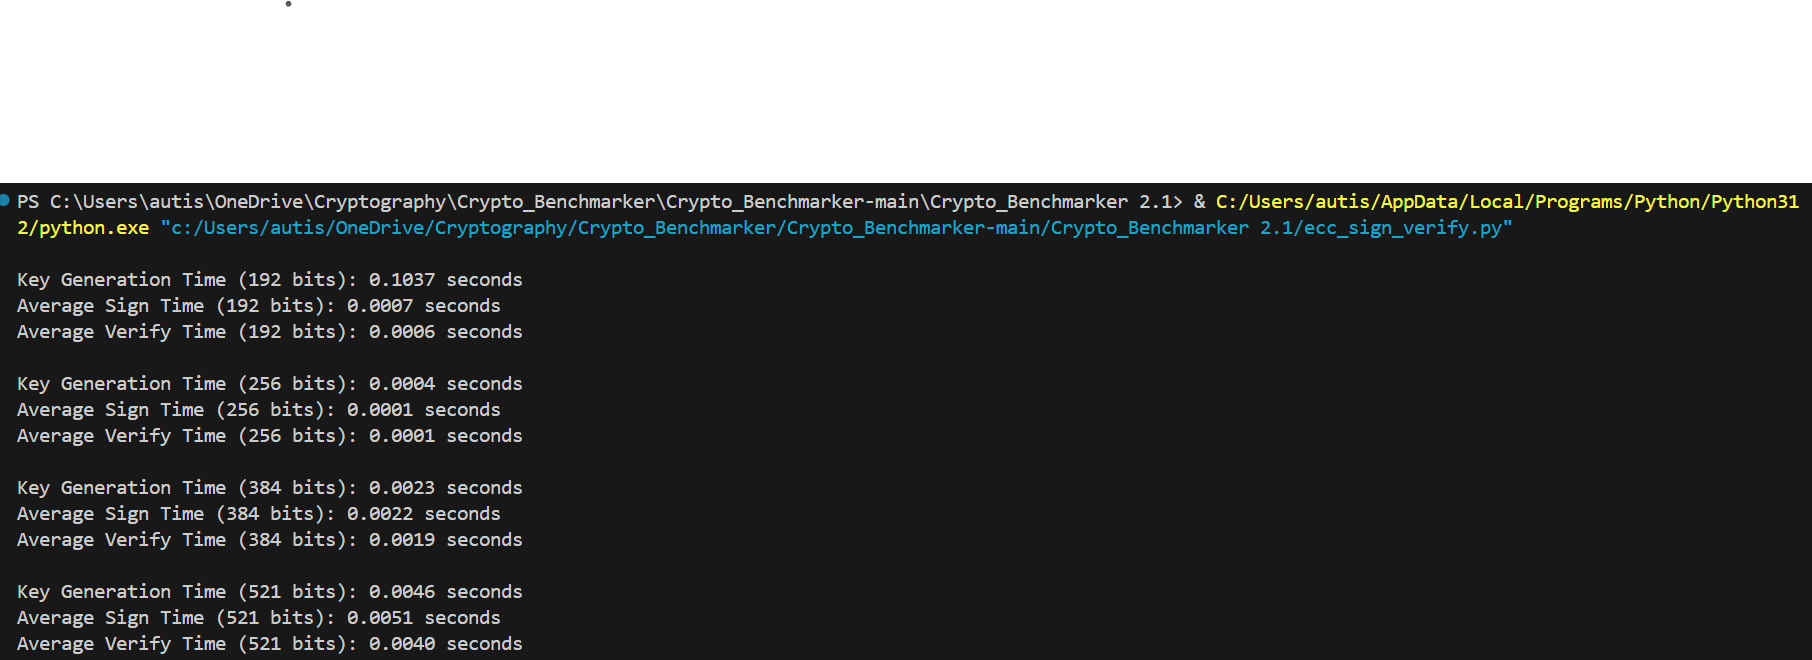 PS C:\Users\autis\OneDrive\Cryptography\Crypto_Benchmarker\Crypto_Benchmarker-main\Crypto_Benchmarker 2.1> & C:/Users/autis/AppData/Local/Programs/Python/Python31
2/python.exe "c:/Users/autis/OneDrive/Cryptography/Crypto_Benchmarker/Crypto_Benchmarker-main/Crypto_Benchmarker 2.1/ecc_sign_verify.py"
Key Generation Time (192 bits): 0.1037 seconds
Average Sign Time (192 bits): 0.0007 seconds
Average Verify Time (192 bits): 0.0006 seconds
Key Generation Time (256 bits): 0.0004 seconds
Average Sign Time (256 bits): 0.0001 seconds
Average Verify Time (256 bits): 0.0001 seconds
Key Generation Time (384 bits): 0.0023 seconds
Average Sign Time (384 bits): 0.0022 seconds
Average Verify Time (384 bits): 0.0019 seconds
Key Generation Time (521 bits): 0.0046 seconds
Average Sign Time (521 bits): 0.0051 seconds
Average Verify Time (521 bits): 0.0040 seconds